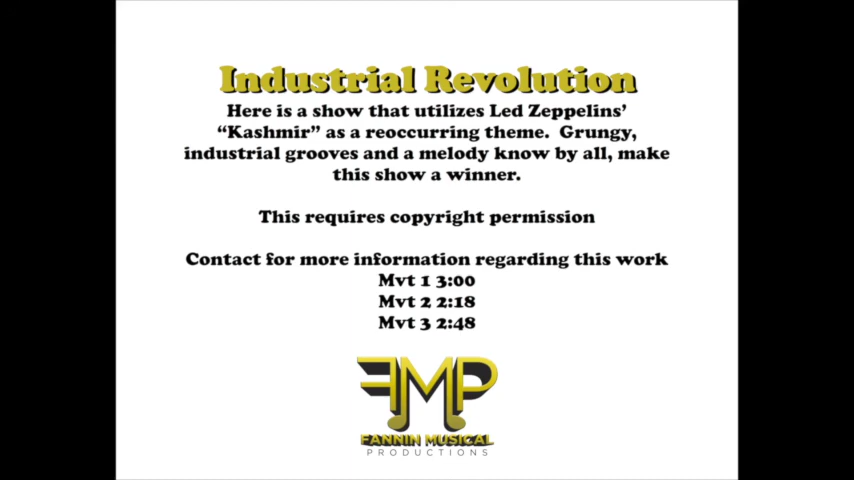 Industrial Revolution
Here is a show that utilizes Led Zeppelins'
"Kashmir" as a reoccurring theme. Grungy,
industrial grooves and a melody know by all, make
this show a winner.
This requires copyright permission
Contact for more information regarding this work
Mvt 1 3:00
Mvt 2 2:18
Mvt 3 2:48
FMP
FANNIN MUSICAL
PRODUCTIONS